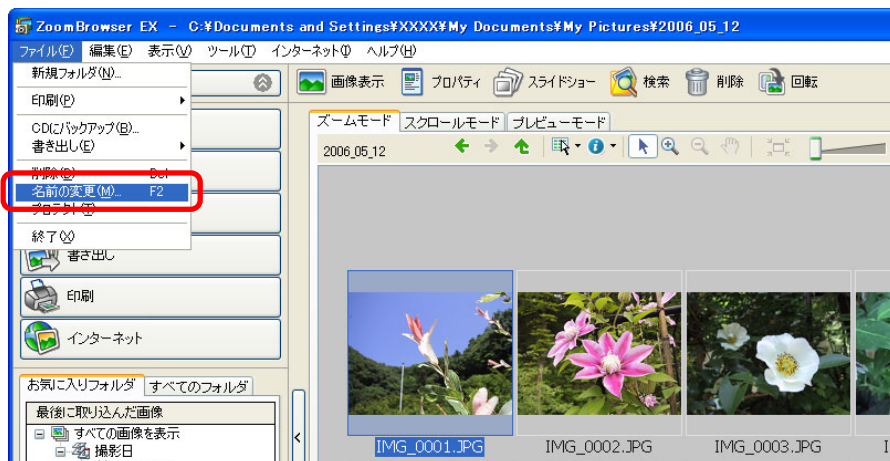 ZoomBrowser EX - C:¥Documents and Settings¥XXXX¥My Documents¥My Pictures¥2006_05_12
ファイル(F) 編集(E) 表示(V) ツール(T) インターネット(I) ヘルプ(H)
新規フォルダ(N)...
印刷(P)
CDにバックアップ(B)...
書き出し(E)
削除(D) Del
名前の変更(M)... F2
プロテクト(T)
終了(X)
画像表示 プロパティ スライドショー 検索 削除 回転
ズームモード スクロールモード プレビューモード
2006_05_12
書き出し
印刷
インターネット
お気に入りフォルダ すべてのフォルダ
最後に取り込んだ画像
すべての画像を表示
撮影日
IMG_0001.JPG IMG_0002.JPG IMG_0003.JPG